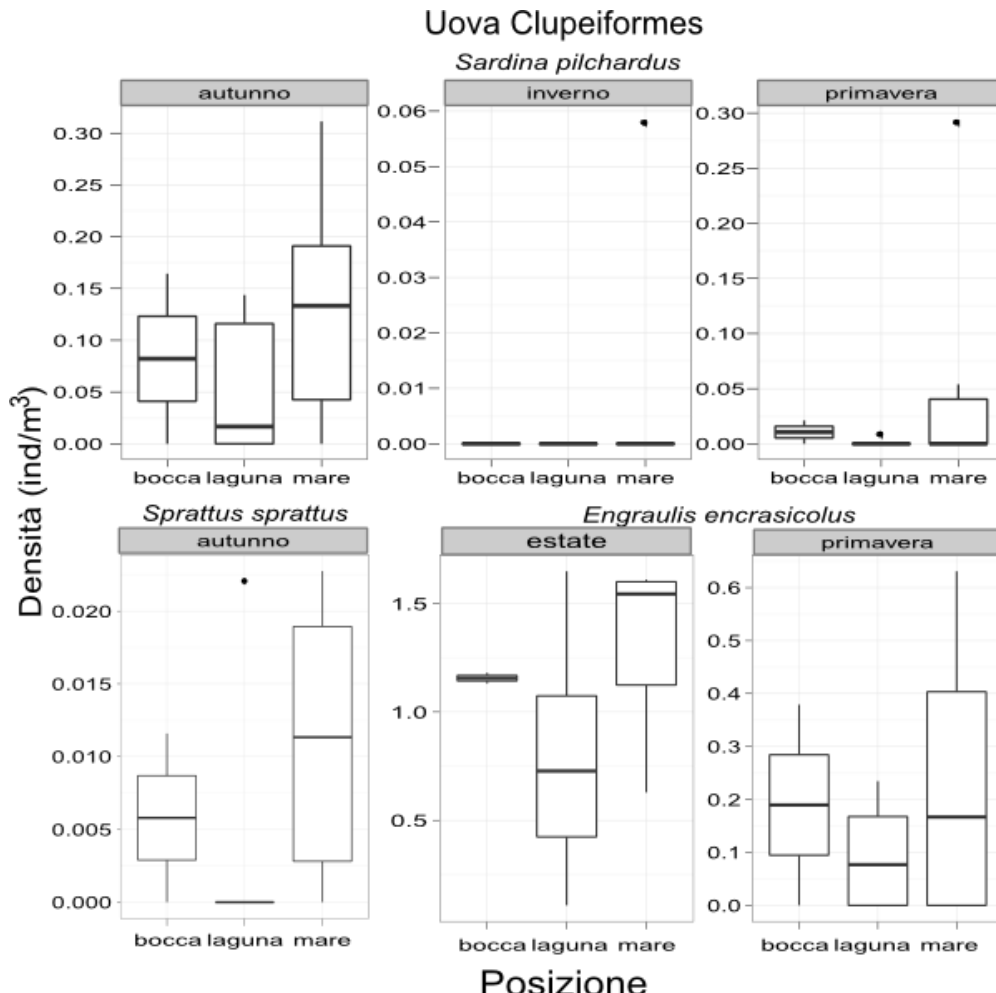 Uova Clupeiformes
Sardina pilchardus
autunno inverno primavera
0.30 0.25 0.20 0.15 0.10 0.05 0.00
0.06 0.05 0.04 0.03 0.02 0.01 0.00
0.30 0.25 0.20 0.15 0.10 0.05 0.00
bocca laguna mare bocca laguna mare bocca laguna mare
Densità (ind/m³)
Sprattus sprattus Engraulis encrasicolus
autunno estate primavera
0.020 0.015 0.010 0.005 0.000
1.5 1.0 0.5
0.6 0.5 0.4 0.3 0.2 0.1 0.0
bocca laguna mare bocca laguna mare bocca laguna mare
Posizione